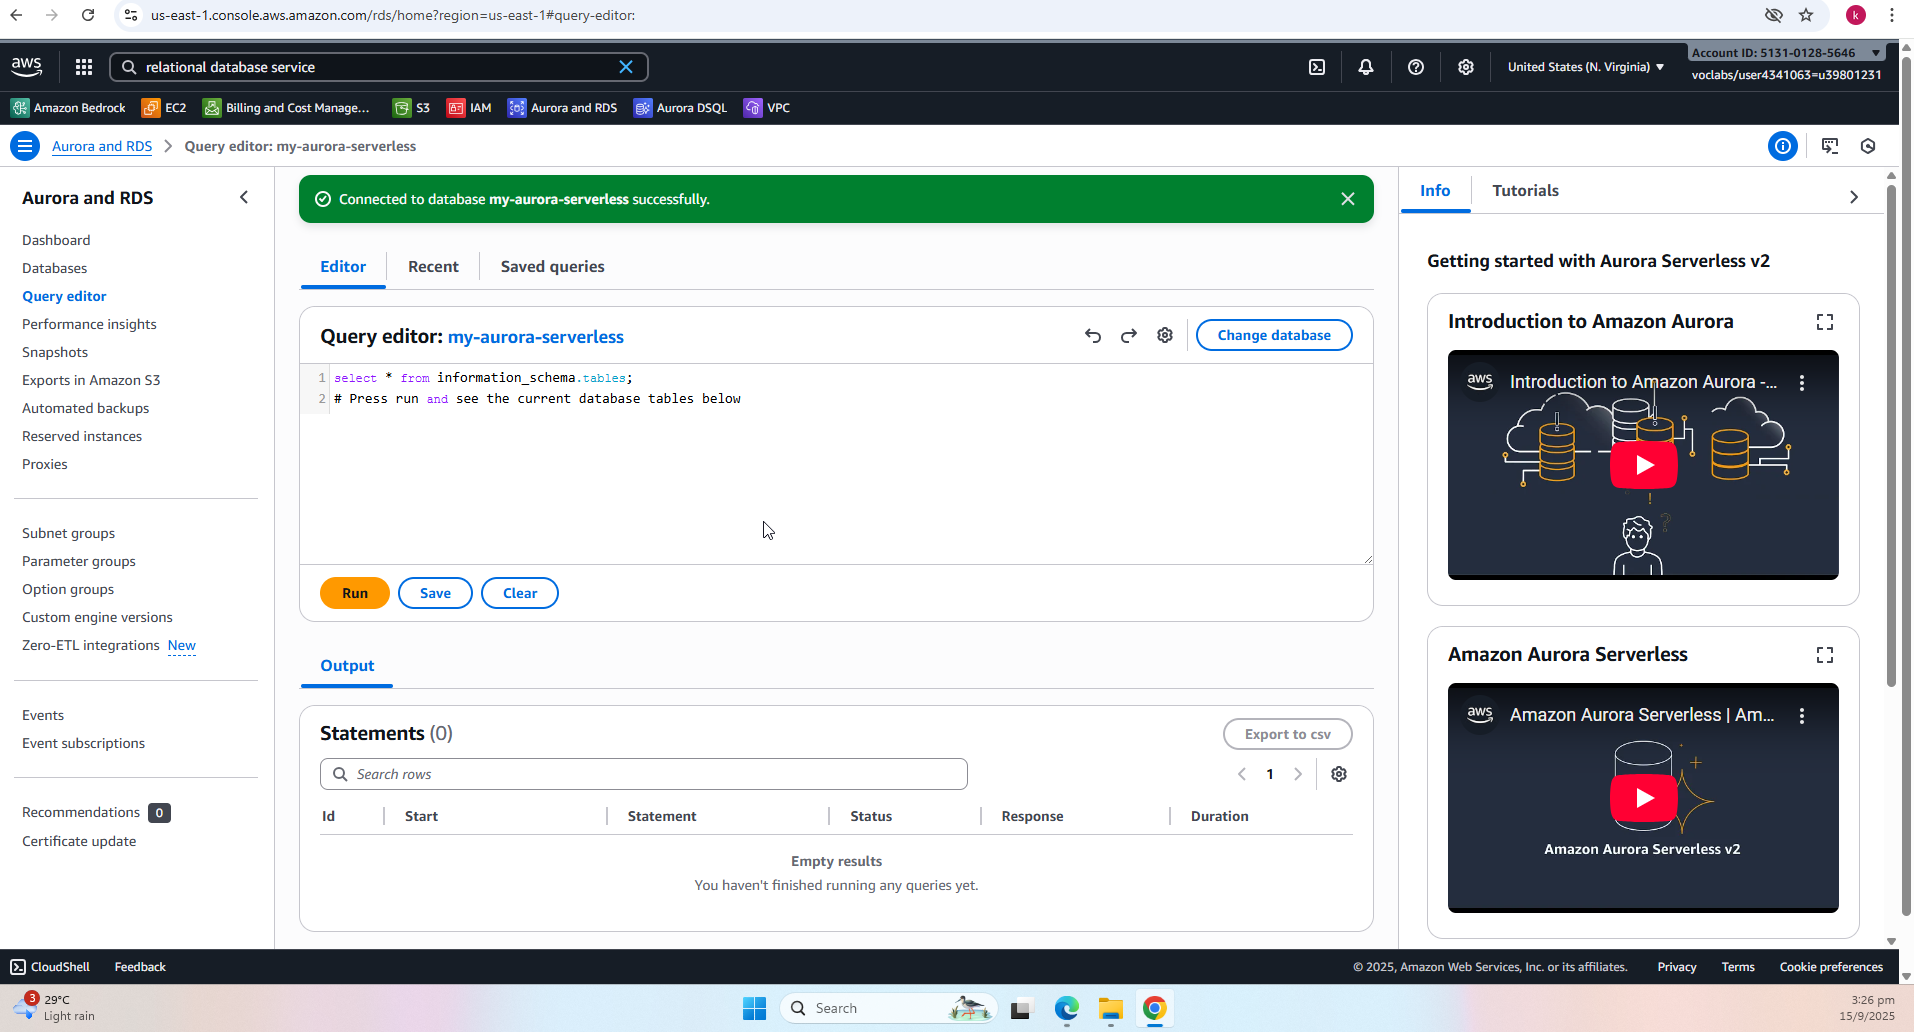 us-east-1.console.aws.amazon.com/rds/home?region=us-east-1#query-editor:
k
aws
relational database service
United States (N. Virginia)
Account ID: 5131-0128-5646
voclabs/user4341063=u39801231
Amazon Bedrock
EC2
Billing and Cost Manage...
S3
IAM
Aurora and RDS
Aurora DSQL
VPC
Aurora and RDS
Query editor: my-aurora-serverless
Aurora and RDS
Dashboard
Databases
Query editor
Performance insights
Snapshots
Exports in Amazon S3
Automated backups
Reserved instances
Proxies
Subnet groups
Parameter groups
Option groups
Custom engine versions
Zero-ETL integrations New
Events
Event subscriptions
Recommendations 0
Certificate update
Connected to database my-aurora-serverless successfully.
Editor
Recent
Saved queries
Query editor: my-aurora-serverless
Change database
1 select * from information_schema.tables;
2 # Press run and see the current database tables below
Run
Save
Clear
Output
Statements (0)
Export to csv
Search rows
1
Id
Start
Statement
Status
Response
Duration
Empty results
You haven't finished running any queries yet.
Info
Tutorials
Getting started with Aurora Serverless v2
Introduction to Amazon Aurora
aws
Introduction to Amazon Aurora -...
Amazon Aurora Serverless
aws
Amazon Aurora Serverless | Am...
Amazon Aurora Serverless v2
CloudShell
Feedback
© 2025, Amazon Web Services, Inc. or its affiliates.
Privacy
Terms
Cookie preferences
3
29°C
Light rain
Search
3:26 pm
15/9/2025